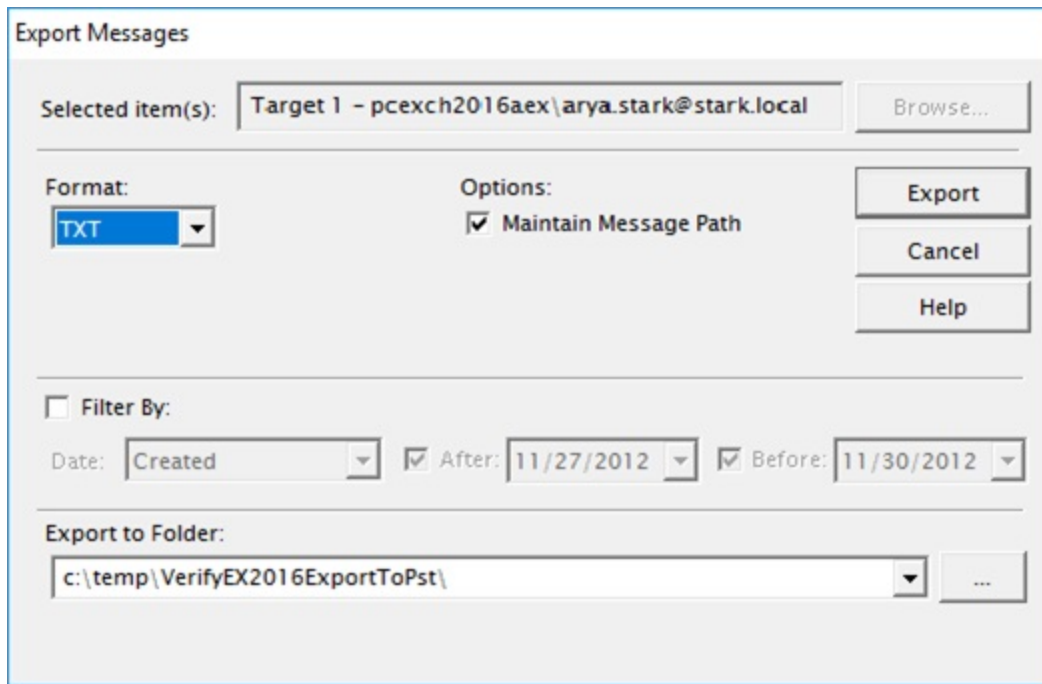 Export Messages
Selected item(s): Target 1 - pcexch2016aex\arya.stark@stark.local Browse...
Format: Options:
TXT Maintain Message Path Export
Cancel
Help
Filter By:
Date: Created After: 11/27/2012 Before: 11/30/2012
Export to Folder:
c:\temp\VerifyEX2016ExportToPst\ ...